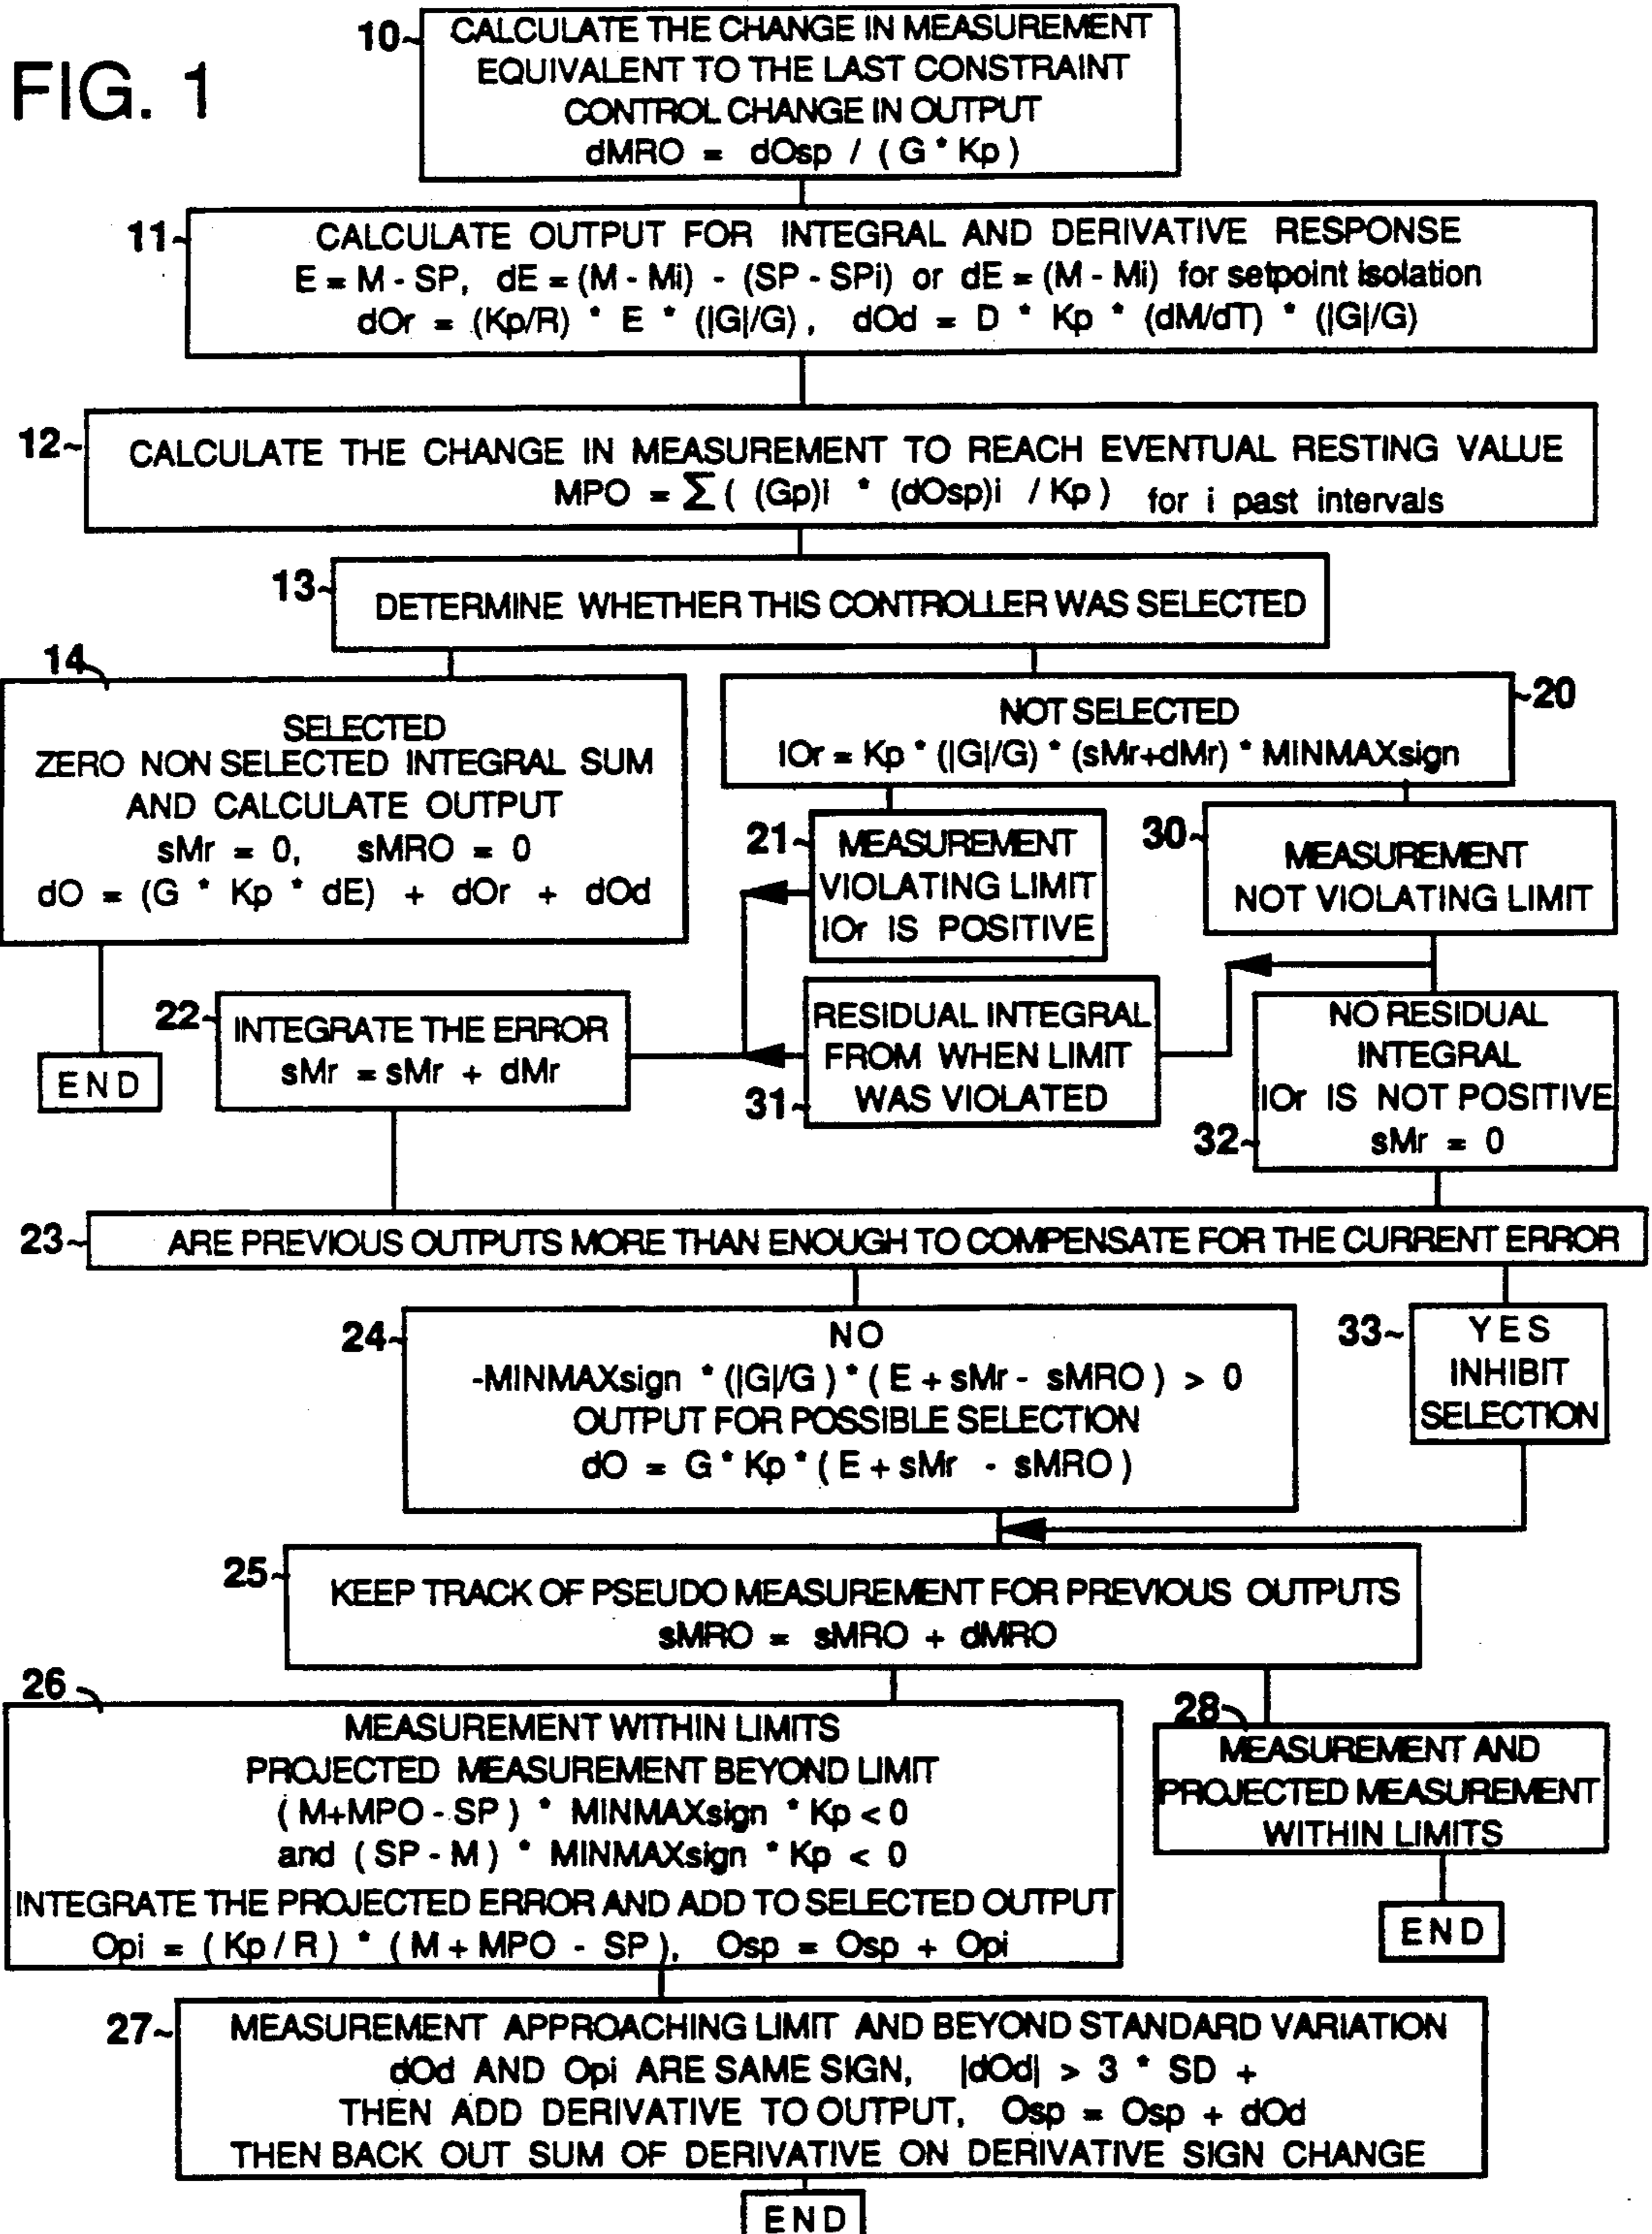 FIG. 1
10~
CALCULATE THE CHANGE IN MEASUREMENT
EQUIVALENT TO THE LAST CONSTRAINT
CONTROL CHANGE IN OUTPUT
dMRO = dOsp / ( G * Kp )
11~
CALCULATE OUTPUT FOR INTEGRAL AND DERIVATIVE RESPONSE
E = M - SP, dE = (M - Mi) - (SP - SPi) or dE = (M - Mi) for setpoint isolation
dOr = (Kp/R) * E * (|G|/G), dOd = D * Kp * (dM/dT) * (|G|/G)
12~
CALCULATE THE CHANGE IN MEASUREMENT TO REACH EVENTUAL RESTING VALUE
MPO = Σ ( (Gp)i * (dOsp)i / Kp ) for i past intervals
13~
DETERMINE WHETHER THIS CONTROLLER WAS SELECTED
14
SELECTED
ZERO NON SELECTED INTEGRAL SUM
AND CALCULATE OUTPUT
sMr = 0, sMRO = 0
dO = (G * Kp * dE) + dOr + dOd
END
~20
NOT SELECTED
IOr = Kp * (|G|/G) * (sMr+dMr) * MINMAXsign
21~
MEASUREMENT
VIOLATING LIMIT
IOr IS POSITIVE
30~
MEASUREMENT
NOT VIOLATING LIMIT
22~
INTEGRATE THE ERROR
sMr = sMr + dMr
RESIDUAL INTEGRAL
FROM WHEN LIMIT
WAS VIOLATED
31~
NO RESIDUAL
INTEGRAL
IOr IS NOT POSITIVE
sMr = 0
32~
23~
ARE PREVIOUS OUTPUTS MORE THAN ENOUGH TO COMPENSATE FOR THE CURRENT ERROR
24~
NO
-MINMAXsign * (|G|/G ) * ( E + sMr - sMRO ) > 0
OUTPUT FOR POSSIBLE SELECTION
dO = G * Kp * ( E + sMr - sMRO )
33~
YES
INHIBIT
SELECTION
25~
KEEP TRACK OF PSEUDO MEASUREMENT FOR PREVIOUS OUTPUTS
sMRO = sMRO + dMRO
26
MEASUREMENT WITHIN LIMITS
PROJECTED MEASUREMENT BEYOND LIMIT
( M+MPO - SP ) * MINMAXsign * Kp < 0
and ( SP - M ) * MINMAXsign * Kp < 0
INTEGRATE THE PROJECTED ERROR AND ADD TO SELECTED OUTPUT
Opi = ( Kp / R ) * ( M + MPO - SP ), Osp = Osp + Opi
28
MEASUREMENT AND
PROJECTED MEASUREMENT
WITHIN LIMITS
END
27~
MEASUREMENT APPROACHING LIMIT AND BEYOND STANDARD VARIATION
dOd AND Opi ARE SAME SIGN, |dOd| > 3 * SD +
THEN ADD DERIVATIVE TO OUTPUT, Osp = Osp + dOd
THEN BACK OUT SUM OF DERIVATIVE ON DERIVATIVE SIGN CHANGE
END